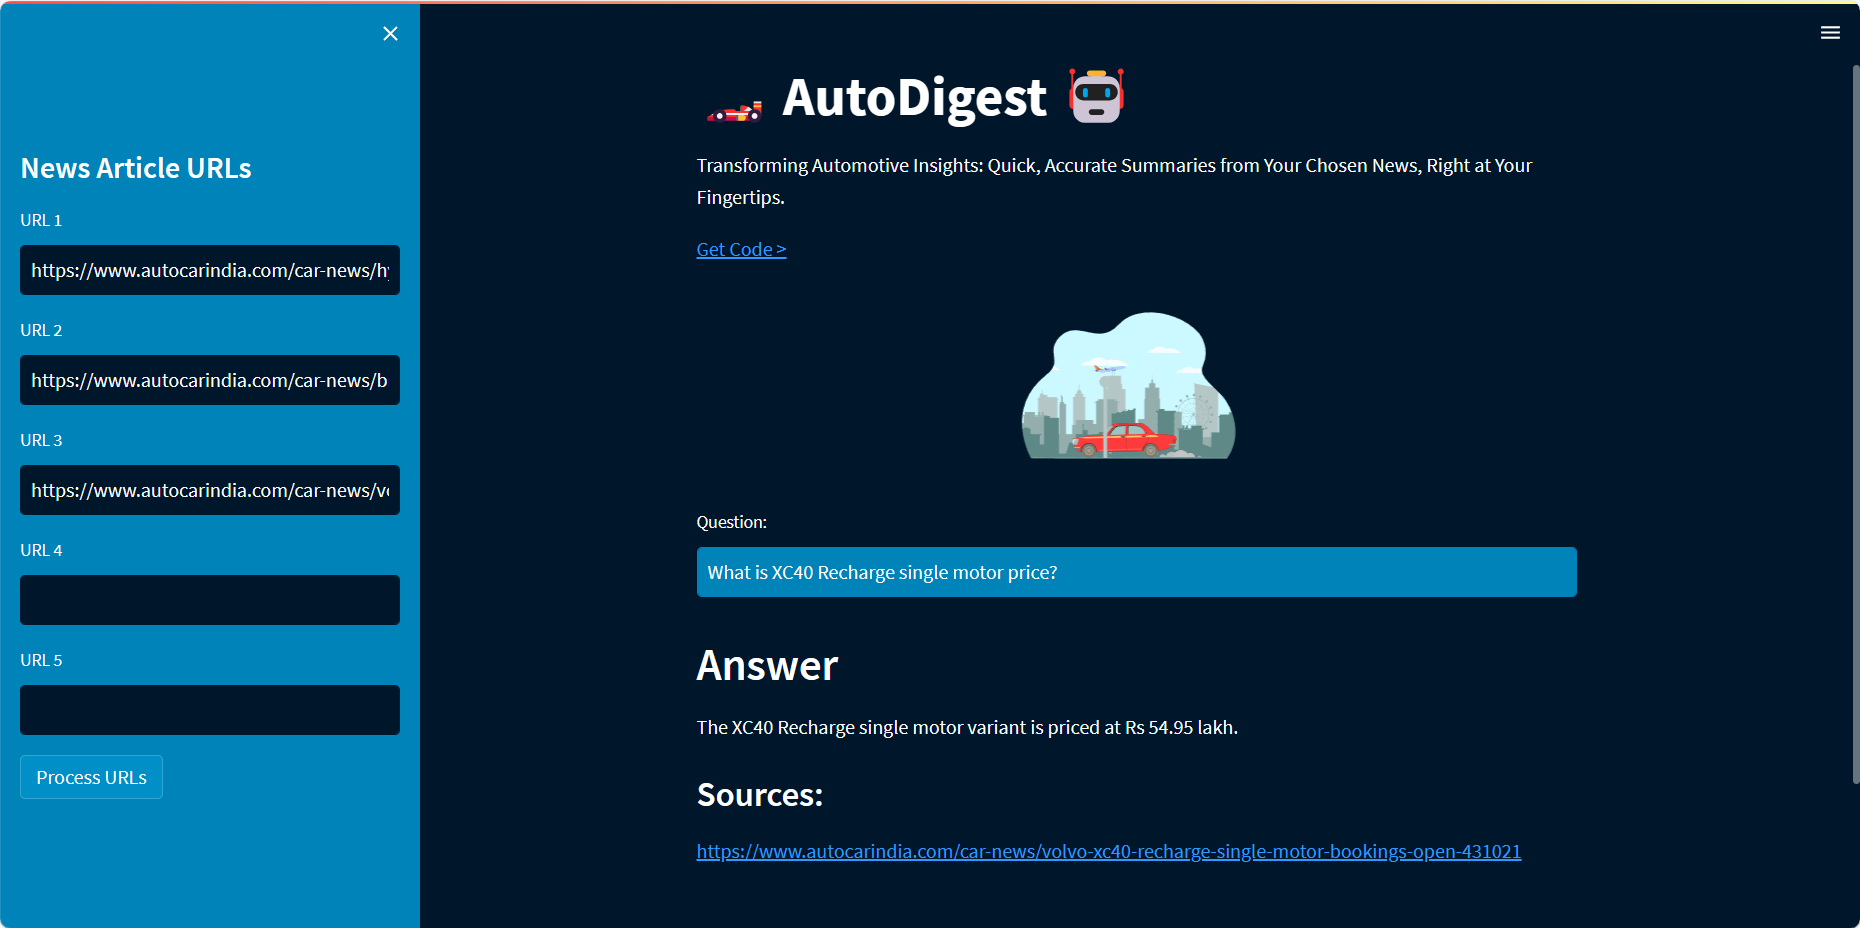 News Article URLs
URL 1
https://www.autocarindia.com/car-news/h
URL 2
https://www.autocarindia.com/car-news/b
URL 3
https://www.autocarindia.com/car-news/v
URL 4
URL 5
Process URLs
AutoDigest
Transforming Automotive Insights: Quick, Accurate Summaries from Your Chosen News, Right at Your
Fingertips.
Get Code >
Question:
What is XC40 Recharge single motor price?
Answer
The XC40 Recharge single motor variant is priced at Rs 54.95 lakh.
Sources:
https://www.autocarindia.com/car-news/volvo-xc40-recharge-single-motor-bookings-open-431021